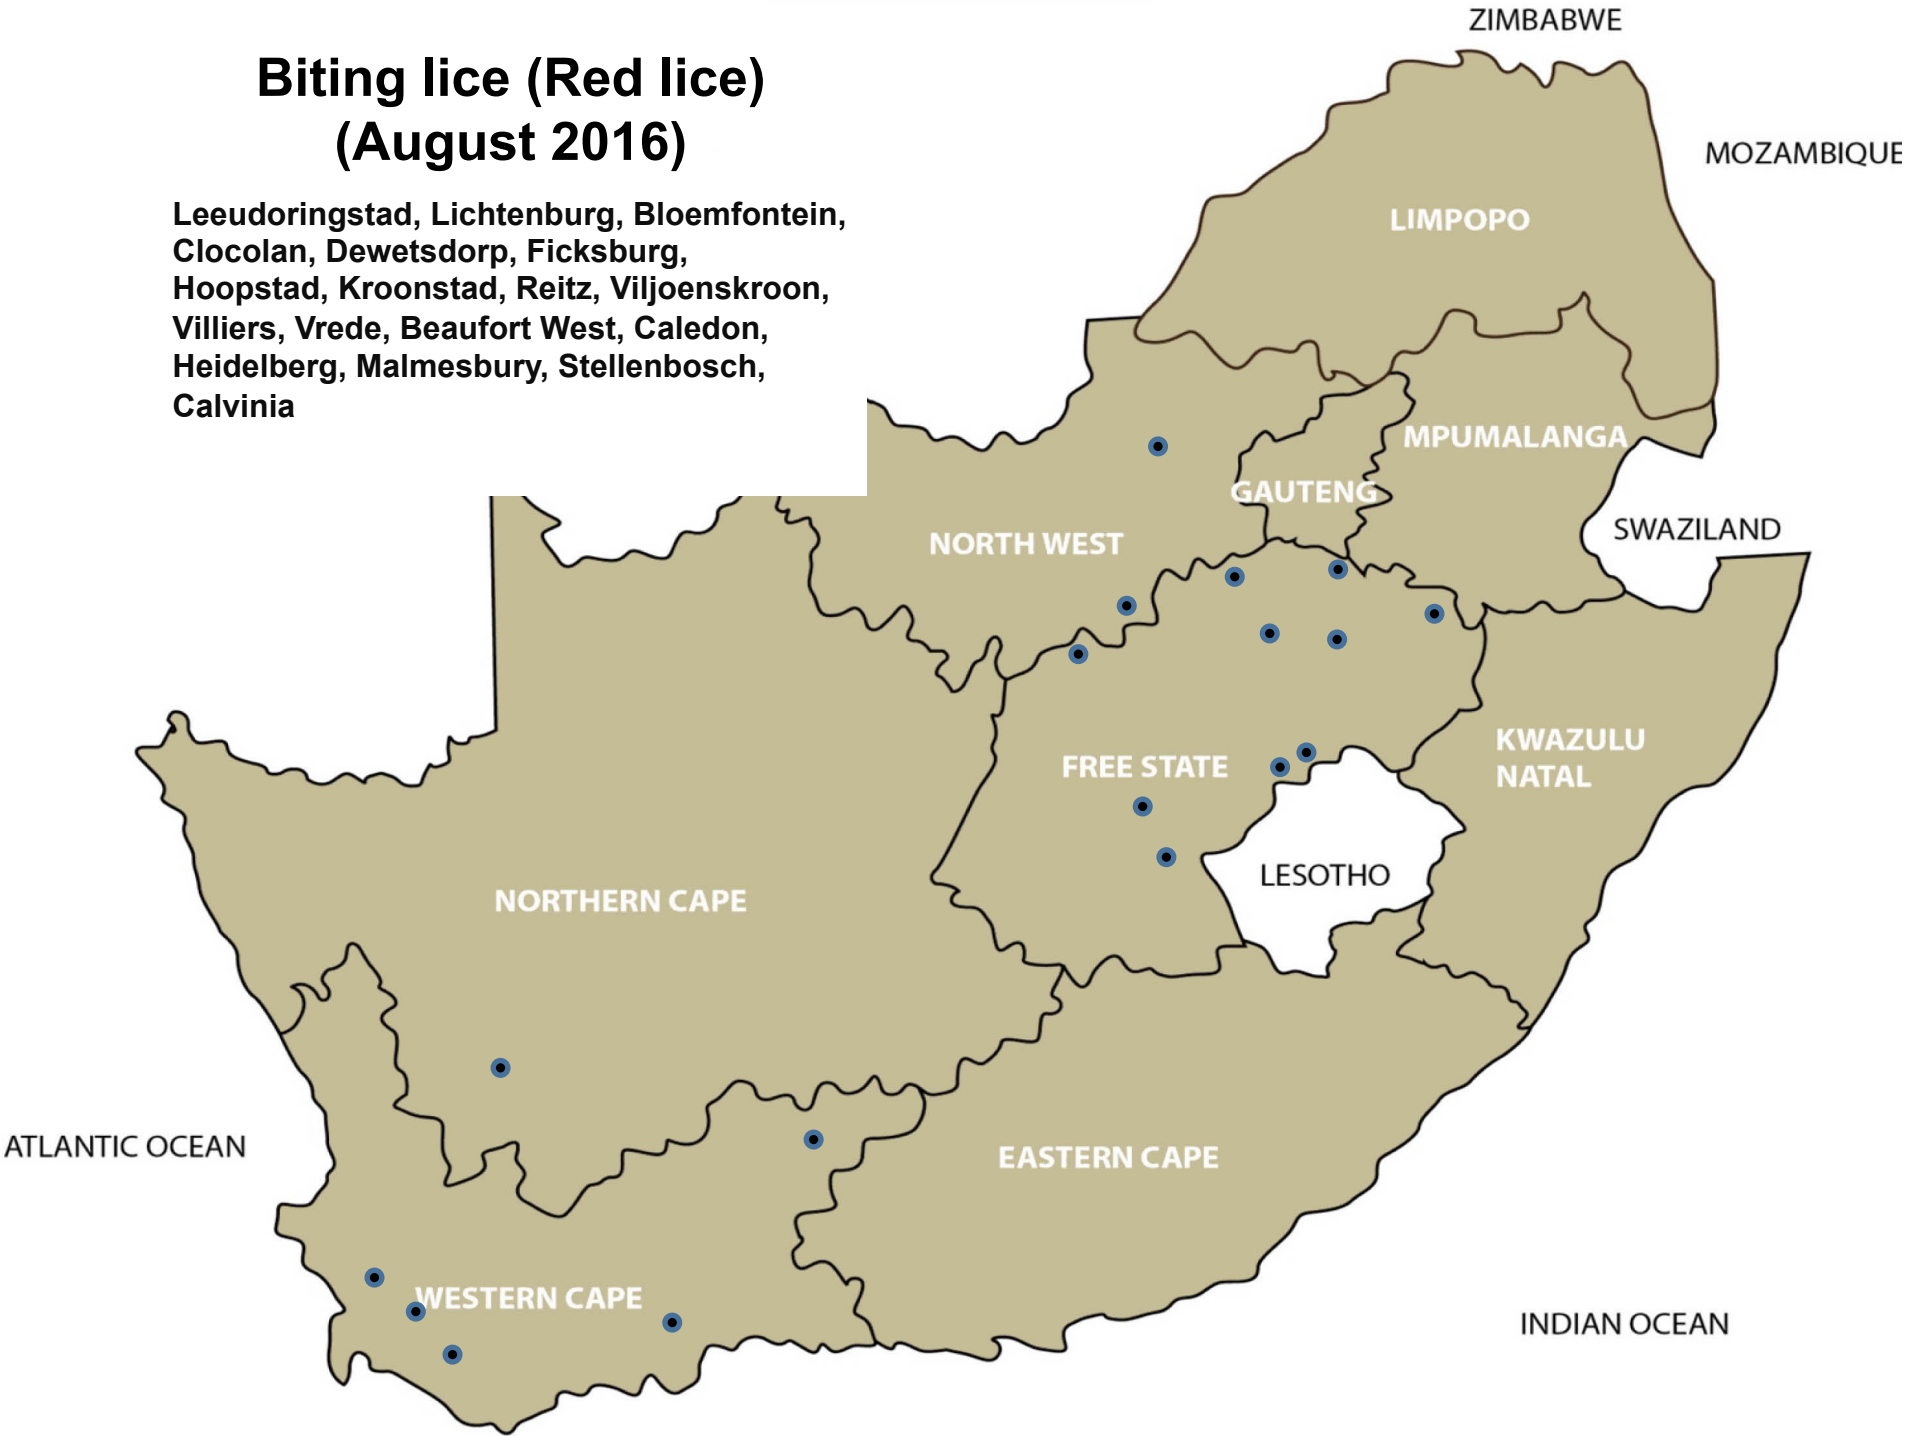 Biting lice (Red lice)
(August 2016)
Leeudoringstad, Lichtenburg, Bloemfontein,
Clocolan, Dewetsdorp, Ficksburg,
Hoopstad, Kroonstad, Reitz, Viljoenskroon,
Villiers, Vrede, Beaufort West, Caledon,
Heidelberg, Malmesbury, Stellenbosch,
Calvinia
ZIMBABWE
MOZAMBIQUE
LIMPOPO
MPUMALANGA
GAUTENG
SWAZILAND
NORTH WEST
KWAZULU
NATAL
FREE STATE
LESOTHO
NORTHERN CAPE
ATLANTIC OCEAN
EASTERN CAPE
WESTERN CAPE
INDIAN OCEAN